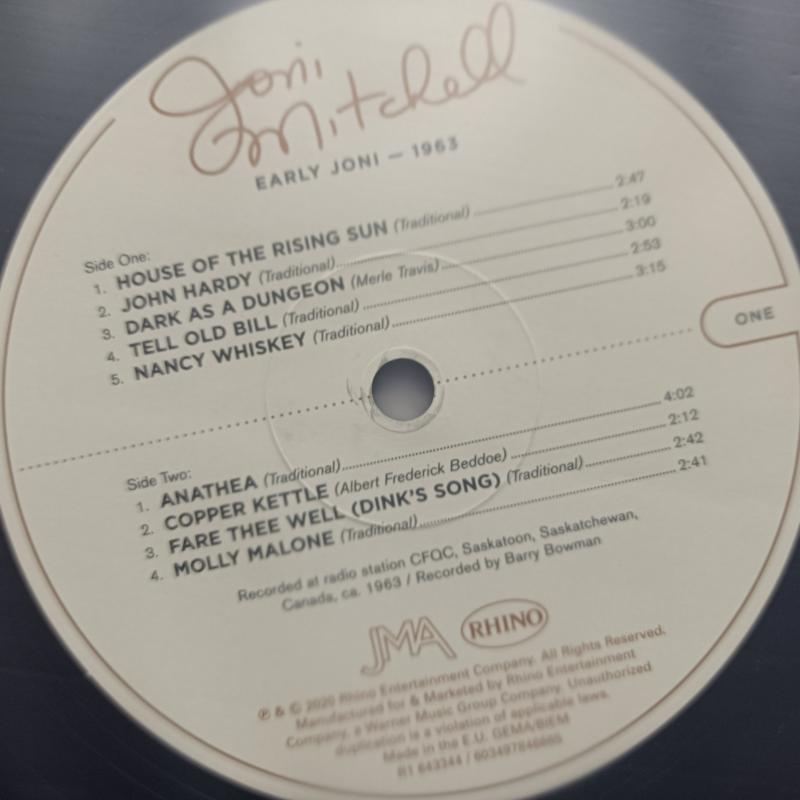 Joni
Mitchell
EARLY JONI – 1963
Side One:
1. HOUSE OF THE RISING SUN (Traditional) 2:47
2. JOHN HARDY (Traditional) 2:19
3. DARK AS A DUNGEON (Merle Travis) 3:00
4. TELL OLD BILL (Traditional) 2:53
5. NANCY WHISKEY (Traditional) 3:15
ONE
Side Two:
1. ANATHEA (Traditional) 4:02
2. COPPER KETTLE (Albert Frederick Beddoe) 2:12
3. FARE THEE WELL (DINK'S SONG) (Traditional) 2:42
4. MOLLY MALONE (Traditional) 2:41
Recorded at radio station CFQC, Saskatoon, Saskatchewan,
Canada, ca. 1963 / Recorded by Barry Bowman
JMA RHINO
℗ & © 2020 Rhino Entertainment Company. All Rights Reserved.
Manufactured for & Marketed by Rhino Entertainment
Company, a Warner Music Group Company. Unauthorized
duplication is a violation of applicable laws.
Made in the E.U. GEMA/BIEM
R1 643344 /